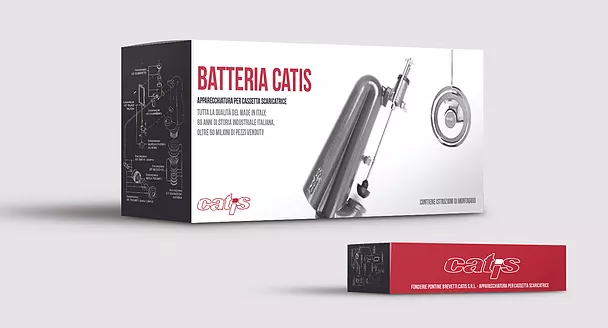 BATTERIA CATIS
APPARECCHIATURA PER CASSETTA SCARICATRICE
TUTTA LA QUALITÀ DEL MADE IN ITALY,
60 ANNI DI STORIA INDUSTRIALE ITALIANA,
OLTRE 60 MILIONI DI PEZZI VENDUTI!
catis
CONTIENE ISTRUZIONI DI MONTAGGIO
catis
FONDERIE PONTINE BREVETTI CATIS S.R.L. - APPARECCHIATURA PER CASSETTA SCARICATRICE